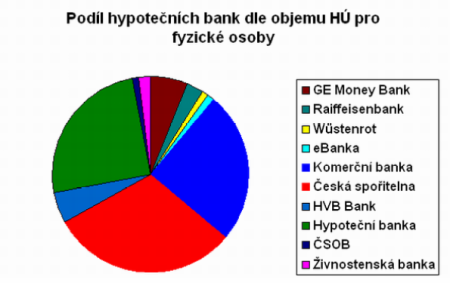 Podíl hypotečních bank dle objemu HÚ pro
fyzické osoby
GE Money Bank
Raiffeisenbank
Wüstenrot
eBanka
Komerční banka
Česká spořitelna
HVB Bank
Hypoteční banka
ČSOB
Živnostenská banka